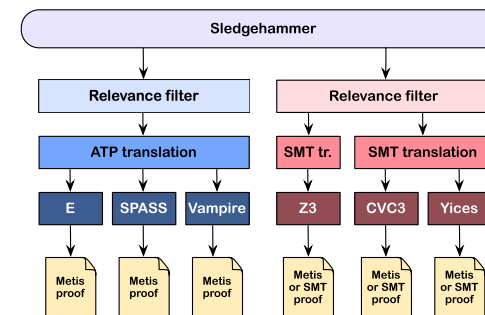 Sledgehammer
Relevance filter
Relevance filter
ATP translation
SMT tr.
SMT translation
E
SPASS
Vampire
Z3
CVC3
Yices
Metis
proof
Metis
proof
Metis
proof
Metis
or SMT
proof
Metis
or SMT
proof
Metis
or SMT
proof